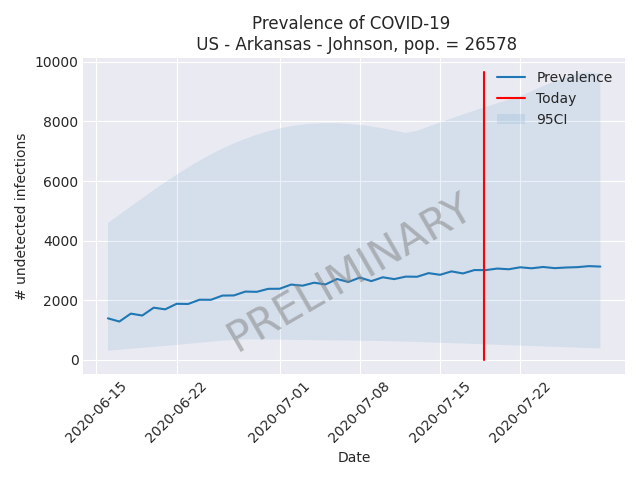 Prevalence of COVID-19
US - Arkansas - Johnson, pop. = 26578
10000
8000
6000
4000
2000
0
# undetected infections
Prevalence
Today
95CI
PRELIMINARY
2020-06-15
2020-06-22
2020-07-01
2020-07-08
2020-07-15
2020-07-22
Date